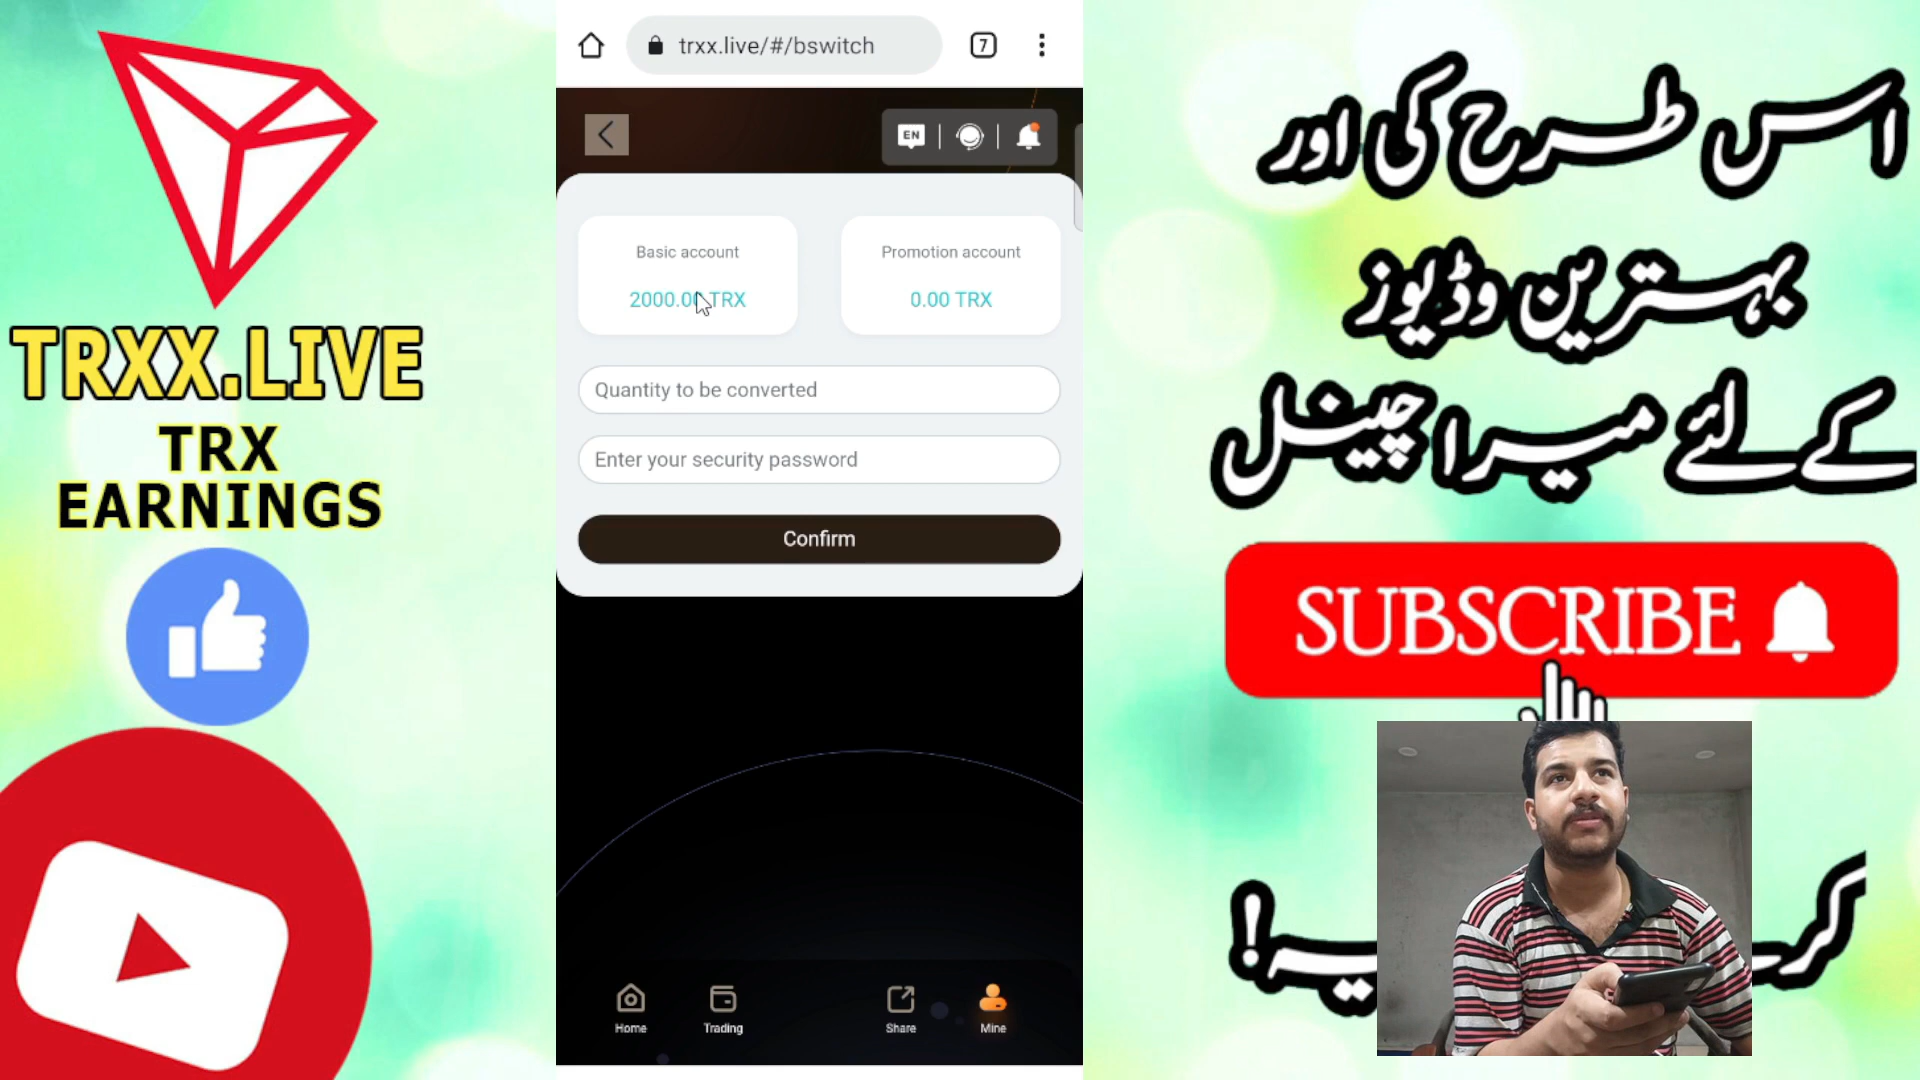 TRXX.LIVE
TRX
EARNINGS
7
trxx.live/#/bswitch
EN
Basic account
2000.00 TRX
Promotion account
0.00 TRX
Quantity to be converted
Enter your security password
Confirm
Home
Trading
Share
Mine
اس طرح کی اور
بہترین وڈیوز
کے لئے میرا چینل
SUBSCRIBE